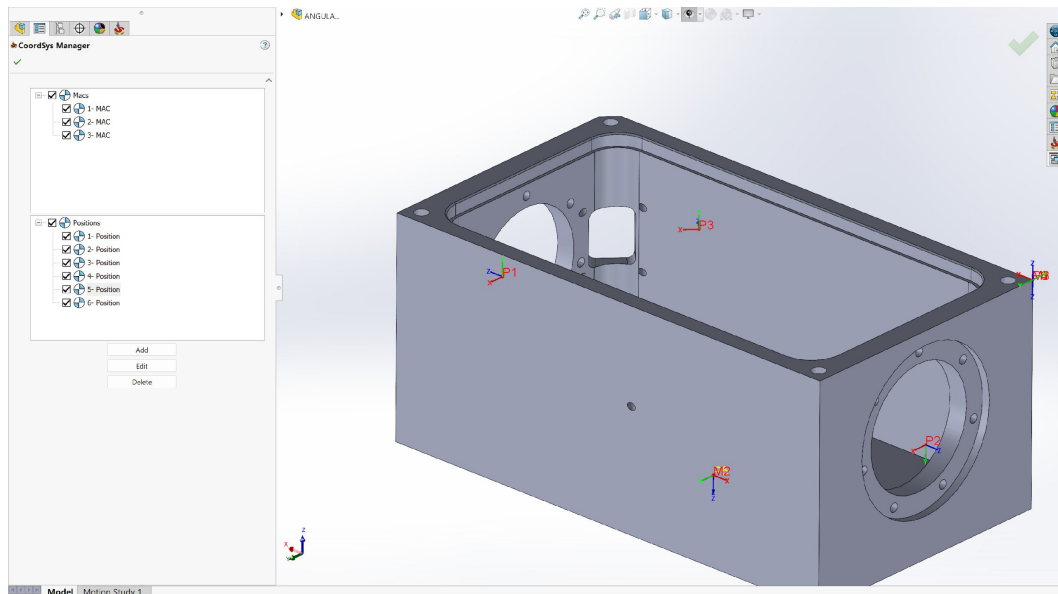 ANGULA...
CoordSys Manager
Macs
1- MAC
2- MAC
3- MAC
Positions
1- Position
2- Position
3- Position
4- Position
5- Position
6- Position
Add
Edit
Delete
P3
x
z P1
x
P2
z
M2
x
z
z
x
z
x
Model Motion Study 1